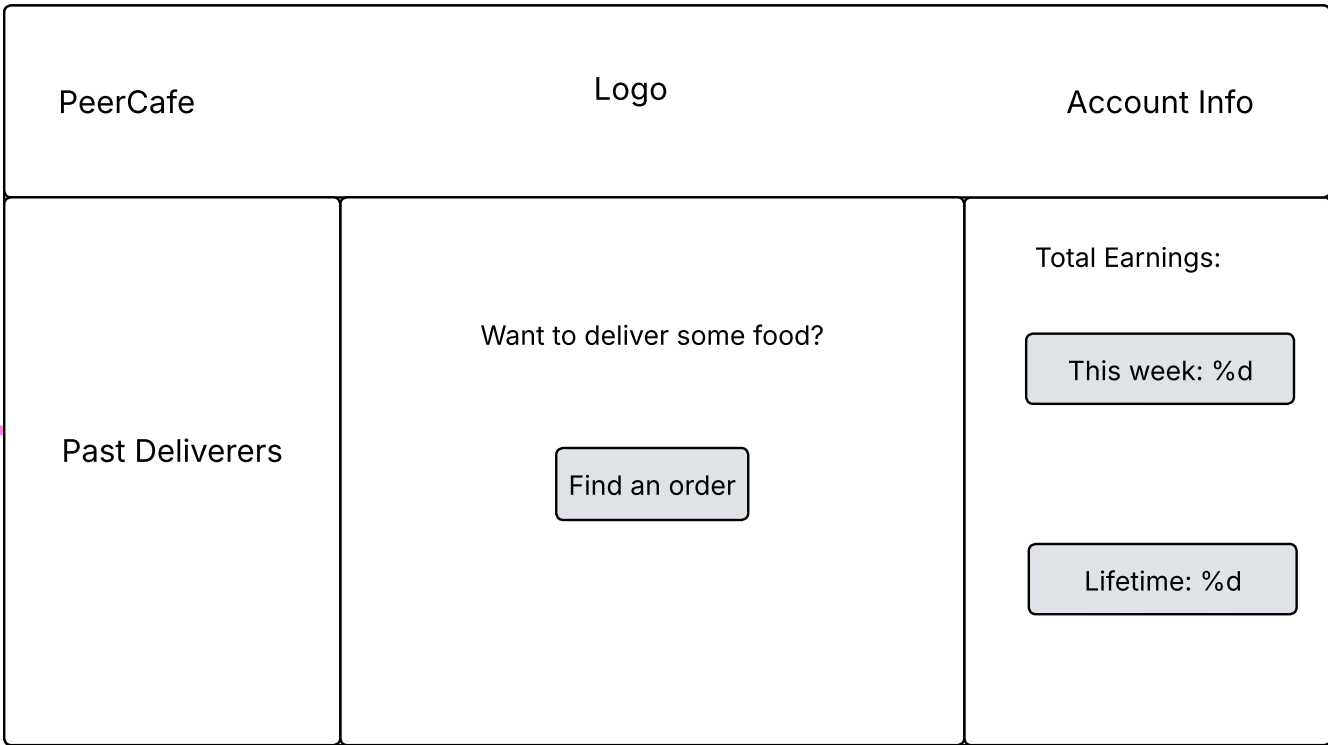 PeerCafe
Logo
Account Info
Past Deliverers
Want to deliver some food?
Find an order
Total Earnings:
This week: %d
Lifetime: %d